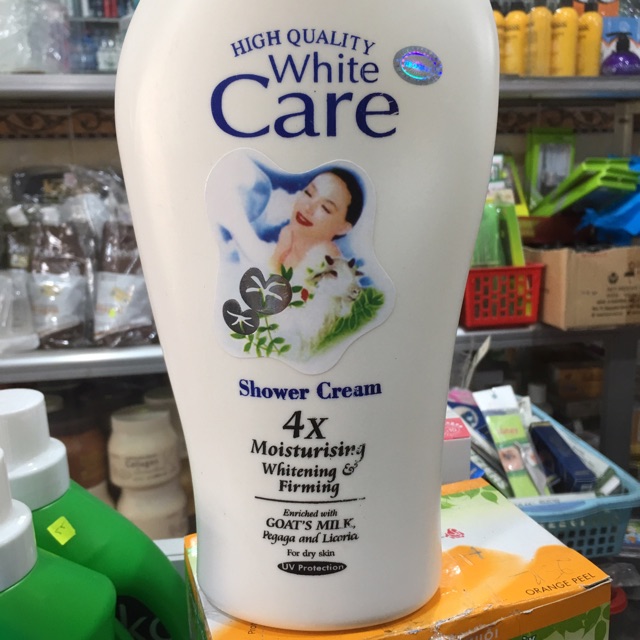 HIGH QUALITY
White
Care
Shower Cream
4x
Moisturising
Whitening &
Firming
Enriched with
GOAT'S MILK,
Pegaga and Licoria
For dry skin
UV Protection
ORANGE PEEL